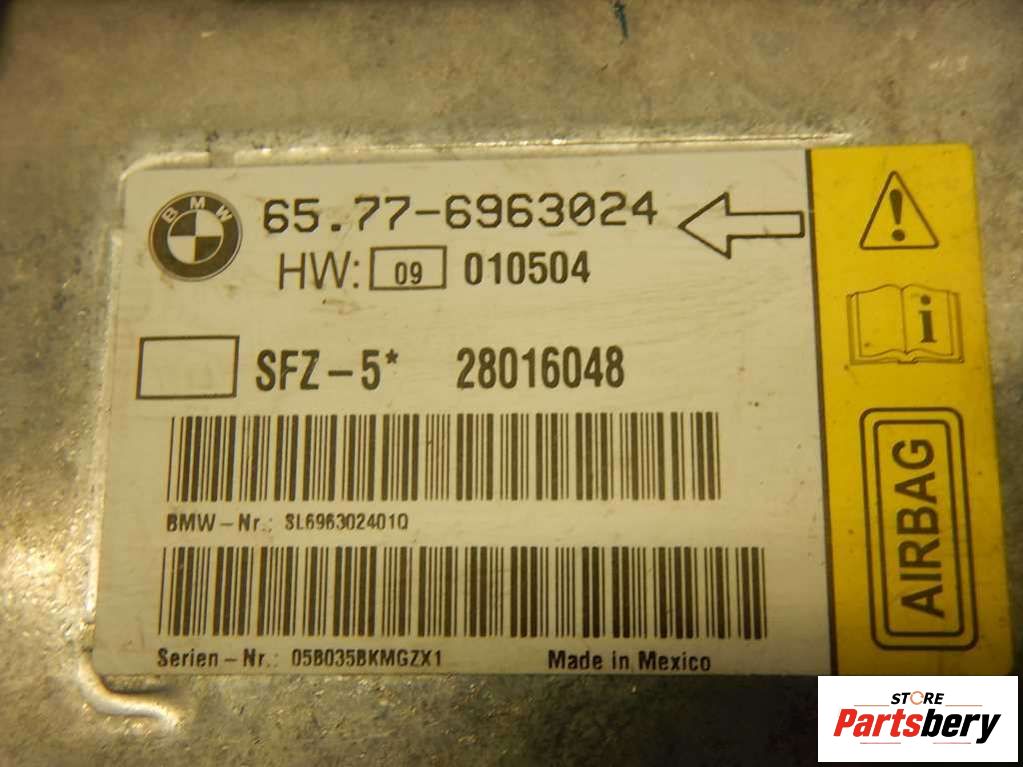 BMW
65.77-6963024
HW: 09 010504
SFZ-5* 28016048
BMW-Nr.: SL696302401Q
Serien-Nr.: 05B035BKMGZX1 Made in Mexico
i
AIRBAG
STORE
Partsbery